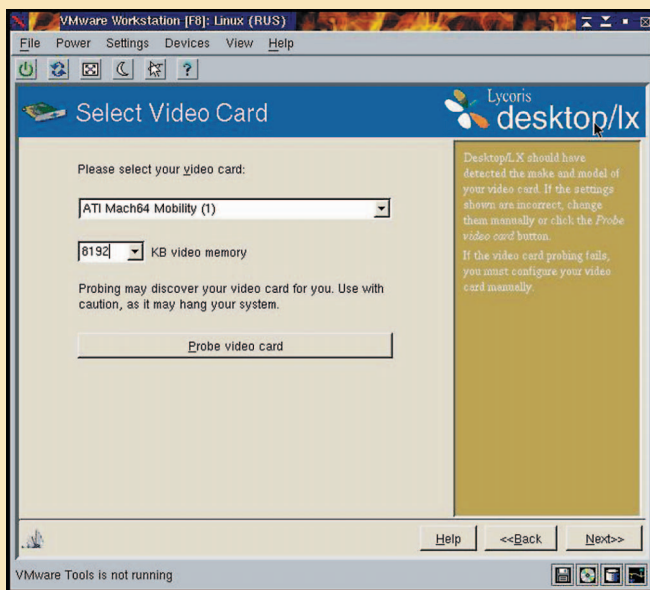 VMware Workstation [F8]: Linux (RUS)
File Power Settings Devices View Help
?
Select Video Card
Lycoris
desktop/lx
Please select your video card:
ATI Mach64 Mobility (1)
8192 KB video memory
Probing may discover your video card for you. Use with
caution, as it may hang your system.
Probe video card
Desktop/LX should have
detected the make and model of
your video card. If the settings
shown are incorrect, change
them manually or click the Probe
video card button.
If the video card probing fails,
you must configure your video
card manually.
Help <<Back Next>>
VMware Tools is not running